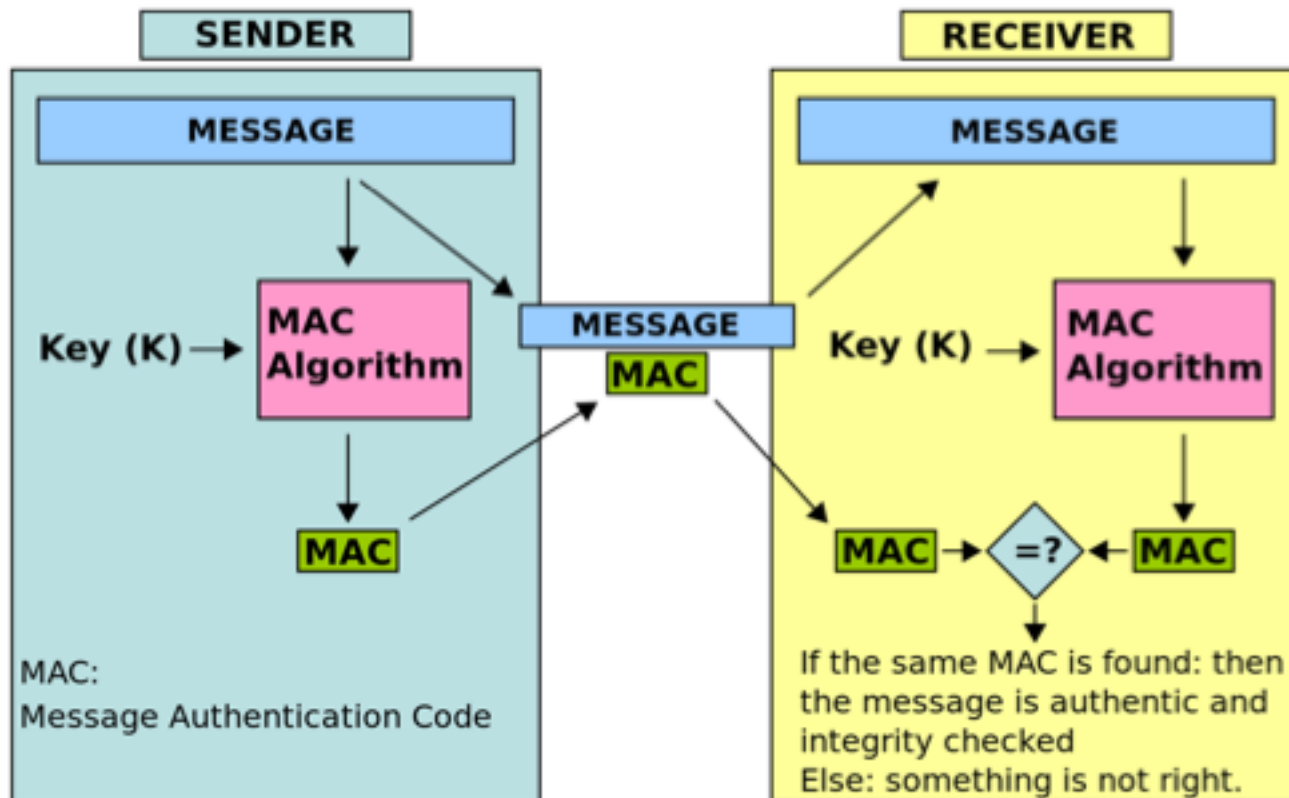 SENDER
RECEIVER
MESSAGE
MESSAGE
Key (K)
MAC
Algorithm
MESSAGE
MAC
Key (K)
MAC
Algorithm
MAC
MAC
=?
MAC
MAC:
Message Authentication Code
If the same MAC is found: then
the message is authentic and
integrity checked
Else: something is not right.